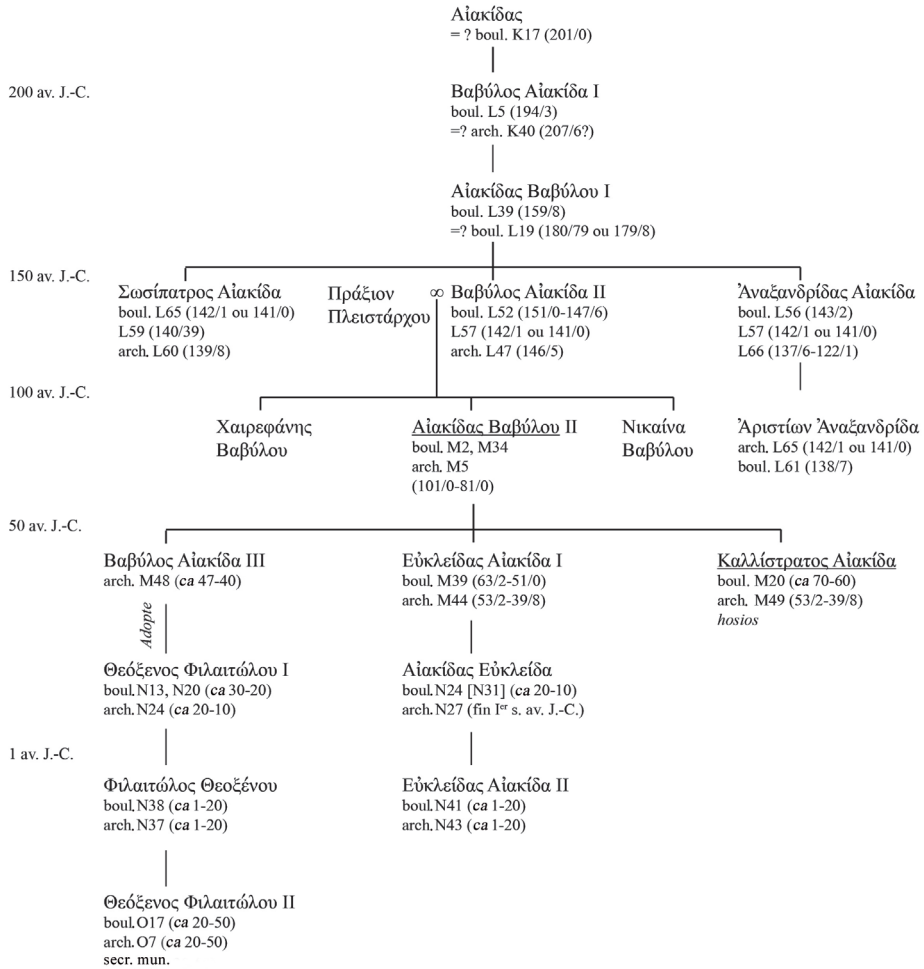 Αἰακίδας
= ? boul. K17 (201/0)
200 av. J.-C.
Βαβύλος Αἰακίδα I
boul. L5 (194/3)
=? arch. K40 (207/6?)
Αἰακίδας Βαβύλου I
boul. L39 (159/8)
=? boul. L19 (180/79 ou 179/8)
150 av. J.-C.
Σωσίπατρος Αἰακίδα
boul. L65 (142/1 ou 141/0)
L59 (140/39)
arch. L60 (139/8)
Πράξιον
Πλειστάρχου
∞
Βαβύλος Αἰακίδα II
boul. L52 (151/0-147/6)
L57 (142/1 ou 141/0)
arch. L47 (146/5)
Ἀναξανδρίδας Αἰακίδα
boul. L56 (143/2)
L57 (142/1 ou 141/0)
L66 (137/6-122/1)
100 av. J.-C.
Χαιρεφάνης
Βαβύλου
Αἰακίδας Βαβύλου II
boul. M2, M34
arch. M5
(101/0-81/0)
Νικαίνα
Βαβύλου
Ἀριστίων Ἀναξανδρίδα
arch. L65 (142/1 ou 141/0)
boul. L61 (138/7)
50 av. J.-C.
Βαβύλος Αἰακίδα III
arch. M48 (ca 47-40)
Εὐκλείδας Αἰακίδα I
boul. M39 (63/2-51/0)
arch. M44 (53/2-39/8)
Καλλίστρατος Αἰακίδα
boul. M20 (ca 70-60)
arch. M49 (53/2-39/8)
hosios
Adopte
Θεόξενος Φιλαιτώλου I
boul. N13, N20 (ca 30-20)
arch. N24 (ca 20-10)
Αἰακίδας Εὐκλείδα
boul. N24 [N31] (ca 20-10)
arch. N27 (fin Ier s. av. J.-C.)
1 av. J.-C.
Φιλαιτώλος Θεοξένου
boul. N38 (ca 1-20)
arch. N37 (ca 1-20)
Εὐκλείδας Αἰακίδα II
boul. N41 (ca 1-20)
arch. N43 (ca 1-20)
Θεόξενος Φιλαιτώλου II
boul. O17 (ca 20-50)
arch. O7 (ca 20-50)
secr. mun.